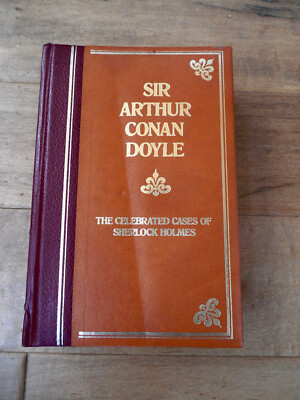 SIR
ARTHUR
CONAN
DOYLE
THE CELEBRATED CASES OF
SHERLOCK HOLMES